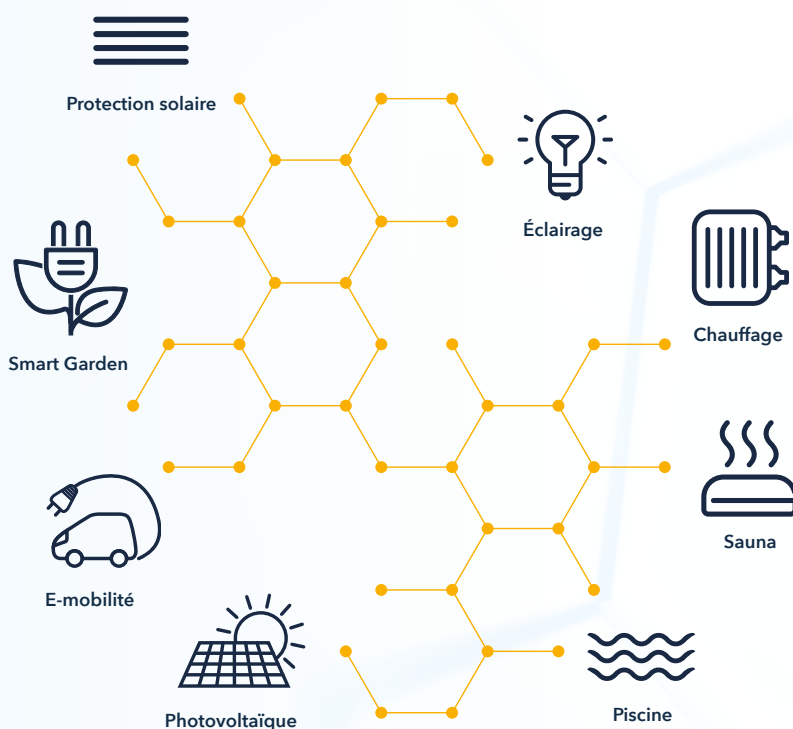 Protection solaire
Éclairage
Chauffage
Smart Garden
Sauna
E-mobilité
Piscine
Photovoltaïque